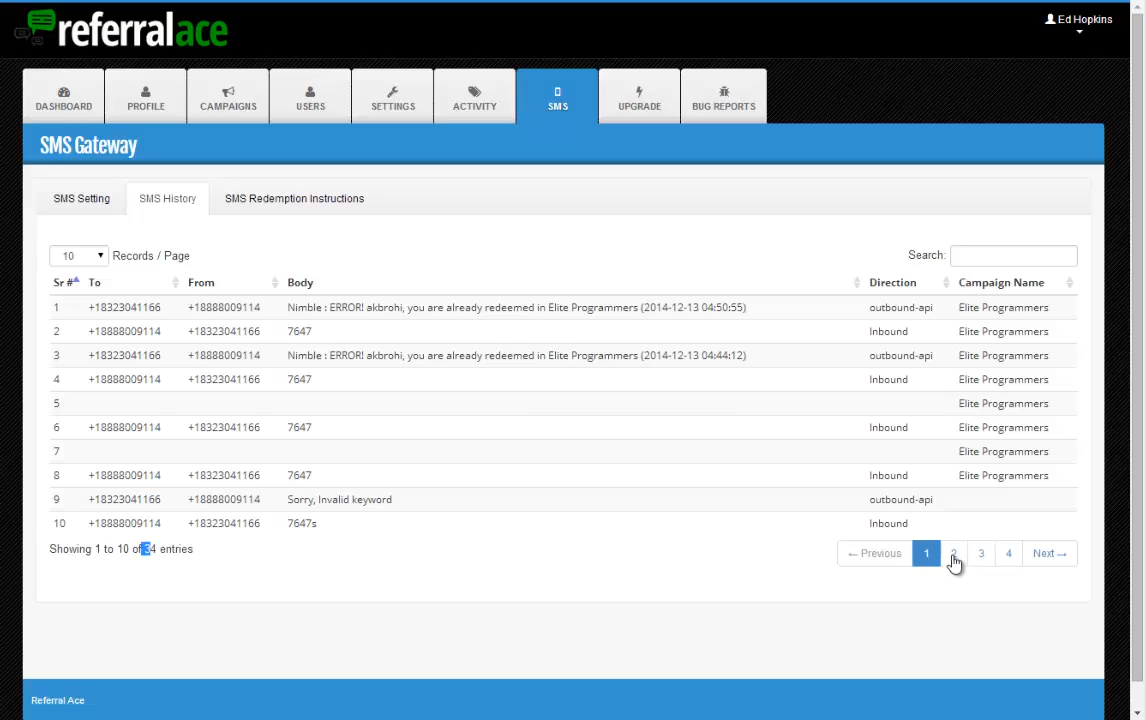 referralace
Ed Hopkins
DASHBOARD PROFILE CAMPAIGNS USERS SETTINGS ACTIVITY SMS UPGRADE BUG REPORTS
SMS Gateway
SMS Setting SMS History SMS Redemption Instructions
10 Records / Page Search:
Sr # To From Body Direction Campaign Name
1 +18323041166 +18888009114 Nimble : ERROR! akbrohi, you are already redeemed in Elite Programmers (2014-12-13 04:50:55) outbound-api Elite Programmers
2 +18888009114 +18323041166 7647 Inbound Elite Programmers
3 +18323041166 +18888009114 Nimble : ERROR! akbrohi, you are already redeemed in Elite Programmers (2014-12-13 04:44:12) outbound-api Elite Programmers
4 +18888009114 +18323041166 7647 Inbound Elite Programmers
5 Elite Programmers
6 +18888009114 +18323041166 7647 Inbound Elite Programmers
7 Elite Programmers
8 +18888009114 +18323041166 7647 Inbound Elite Programmers
9 +18323041166 +18888009114 Sorry, Invalid keyword outbound-api
10 +18888009114 +18323041166 7647s Inbound
Showing 1 to 10 of 34 entries ← Previous 1 2 3 4 Next →
Referral Ace